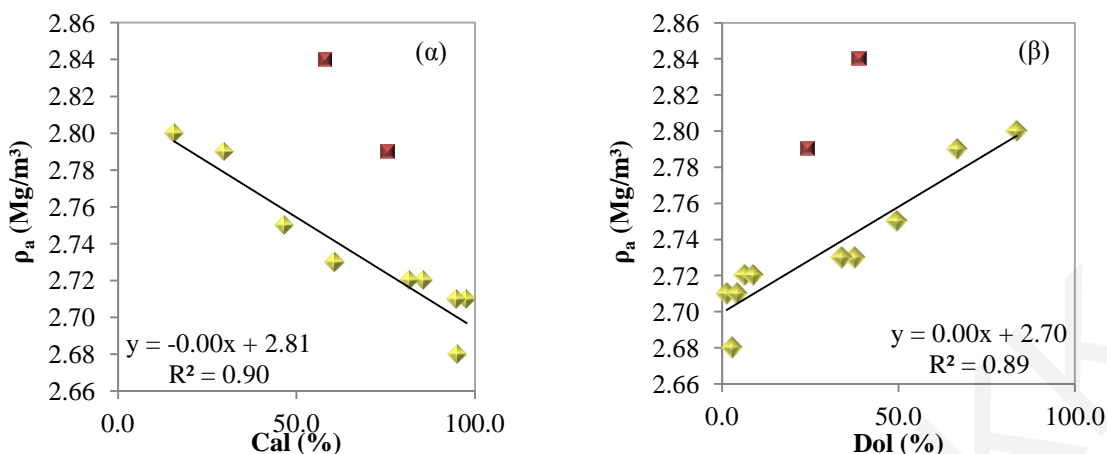 2.86
2.84
2.82
2.80
2.78
2.76
2.74
2.72
2.70
2.68
2.66
ρa (Mg/m³)
(α)
y = -0.00x + 2.81
R² = 0.90
0.0 50.0 100.0
Cal (%)
2.86
2.84
2.82
2.80
2.78
2.76
2.74
2.72
2.70
2.68
2.66
ρa (Mg/m³)
(β)
y = 0.00x + 2.70
R² = 0.89
0.0 50.0 100.0
Dol (%)